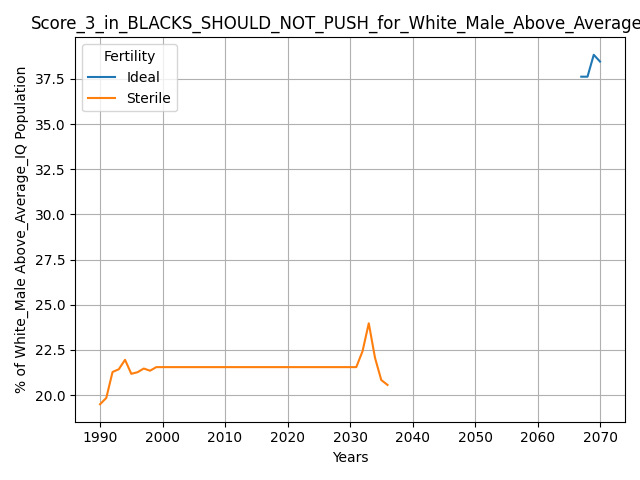 Score_3_in_BLACKS_SHOULD_NOT_PUSH_for_White_Male_Above_Average
Fertility
Ideal
Sterile
% of White_Male Above_Average_IQ Population
37.5
35.0
32.5
30.0
27.5
25.0
22.5
20.0
1990 2000 2010 2020 2030 2040 2050 2060 2070
Years